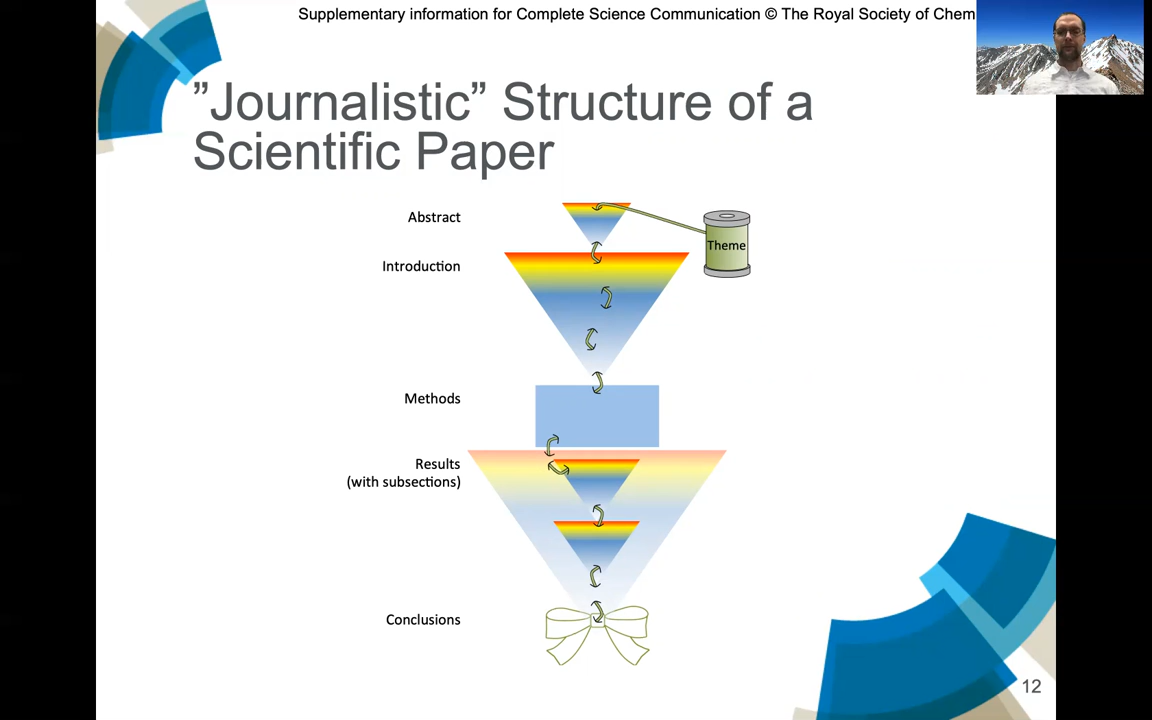 Supplementary information for Complete Science Communication © The Royal Society of Chem
”Journalistic” Structure of a
Scientific Paper
Abstract
Theme
Introduction
Methods
Results
(with subsections)
Conclusions
12